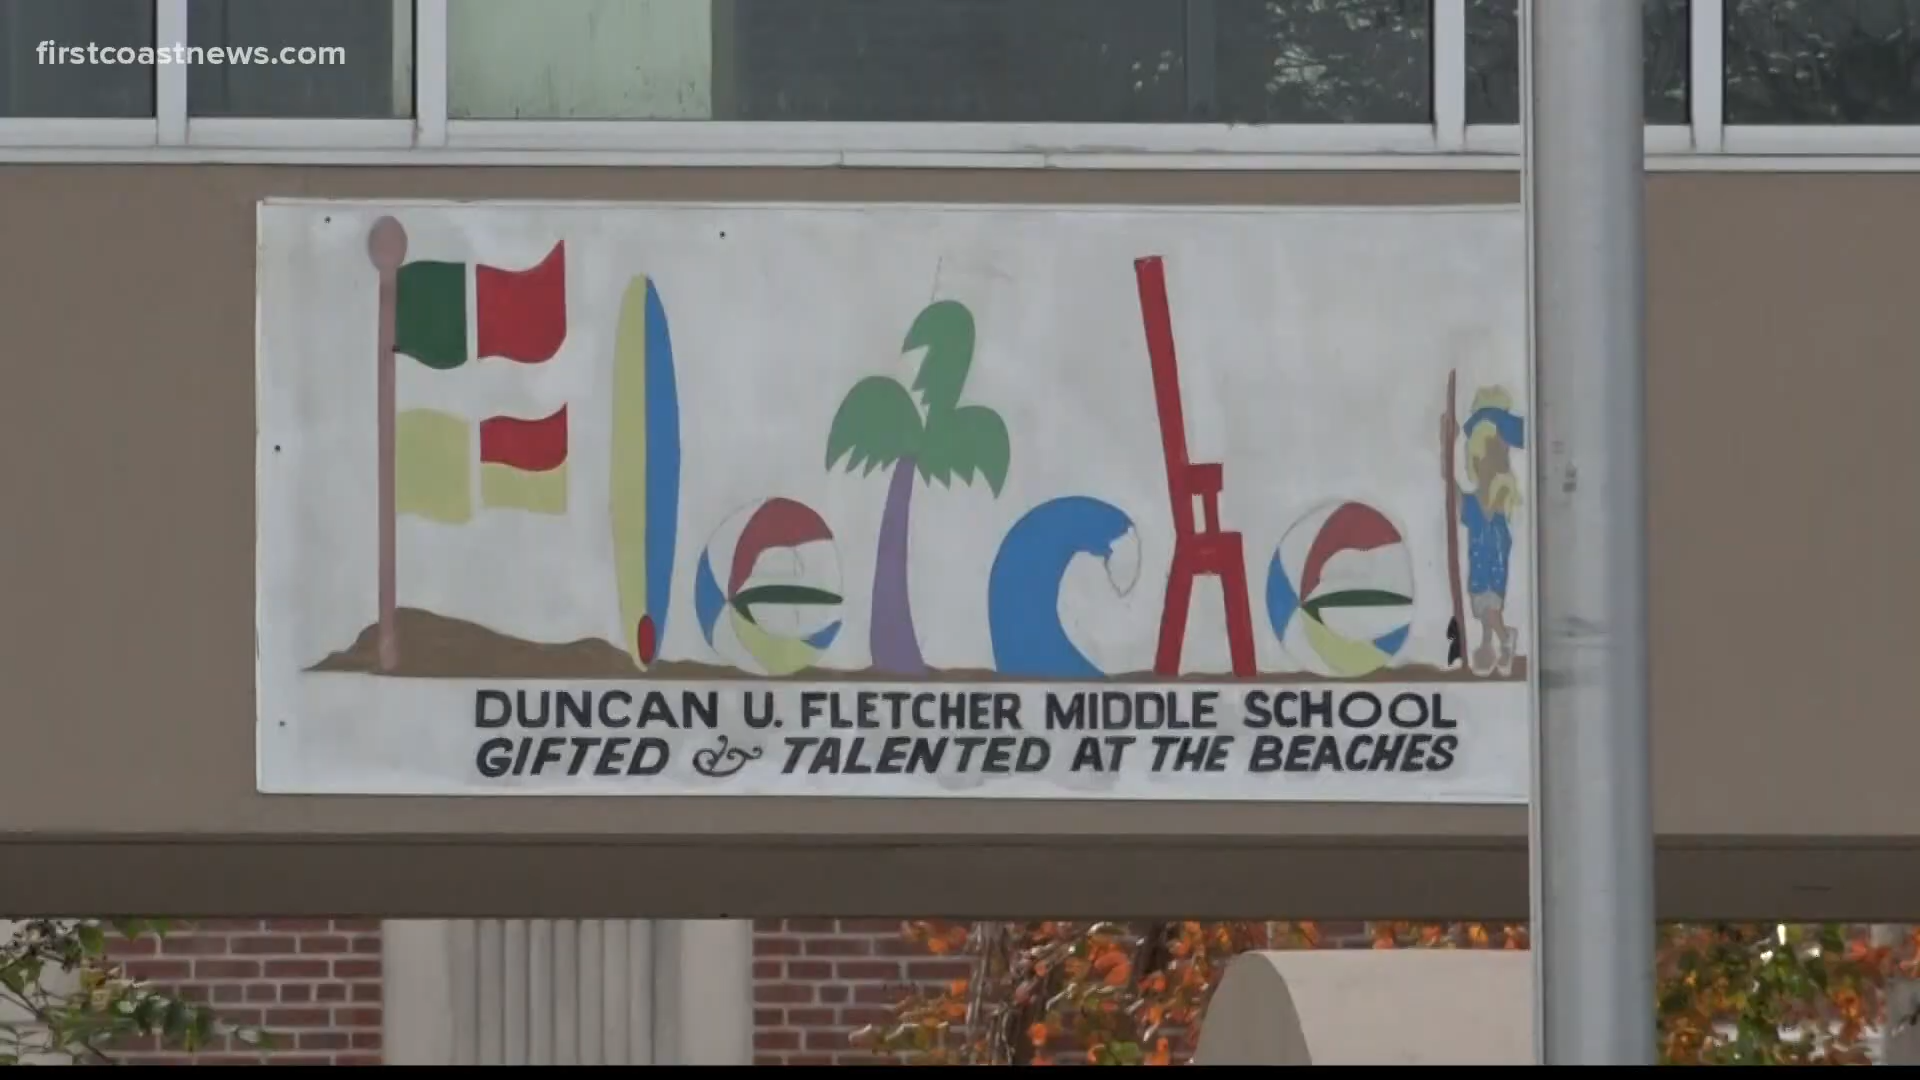 firstcoastnews.com
Fletcher
DUNCAN U. FLETCHER MIDDLE SCHOOL
GIFTED & TALENTED AT THE BEACHES